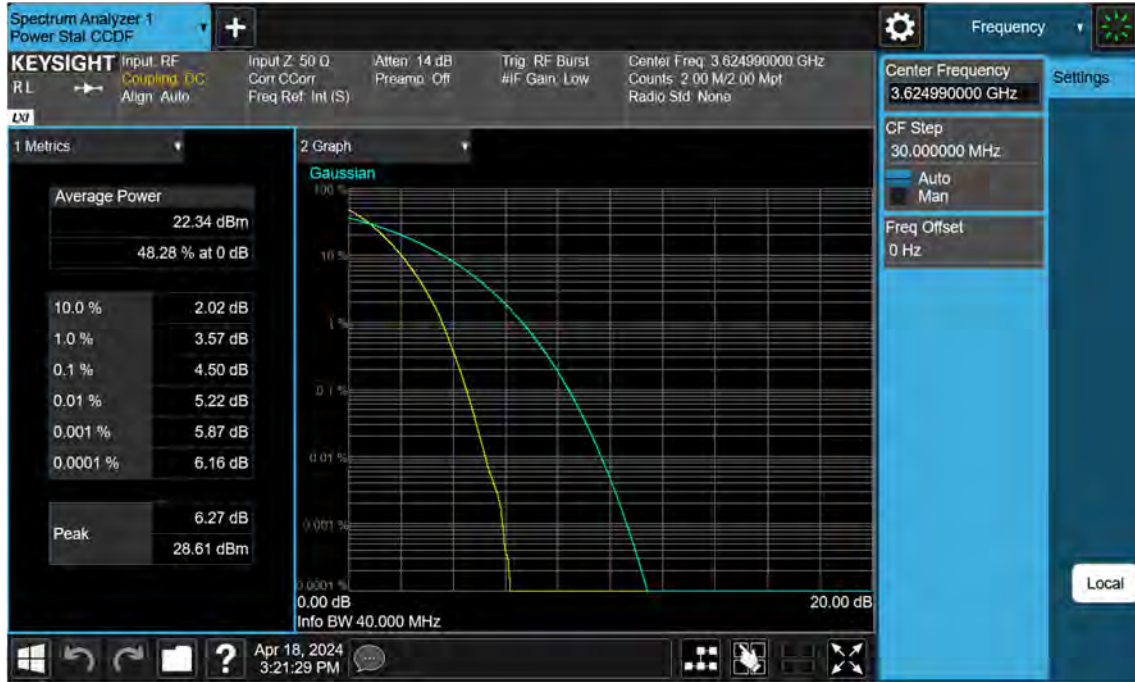 Spectrum Analyzer 1
Power Stat CCDF
Frequency
KEYSIGHT
RL
LXI
Input: RF
Coupling: DC
Align: Auto
Input Z: 50 Ω
Corr CCorr
Freq Ref: Int (S)
Atten: 14 dB
Preamp: Off
Trig: RF Burst
#IF Gain: Low
Center Freq: 3.624990000 GHz
Counts: 2.00 M/2.00 Mpt
Radio Std: None
Center Frequency
3.624990000 GHz
Settings
CF Step
30.000000 MHz
Auto
Man
Freq Offset
0 Hz
1 Metrics
Average Power
22.34 dBm
48.28 % at 0 dB
10.0 % 2.02 dB
1.0 % 3.57 dB
0.1 % 4.50 dB
0.01 % 5.22 dB
0.001 % 5.87 dB
0.0001 % 6.16 dB
Peak
6.27 dB
28.61 dBm
2 Graph
Gaussian
100 %
10 %
1 %
0.1 %
0.01 %
0.001 %
0.0001 %
0.00 dB 20.00 dB
Info BW 40.000 MHz
Local
?
Apr 18, 2024
3:21:29 PM